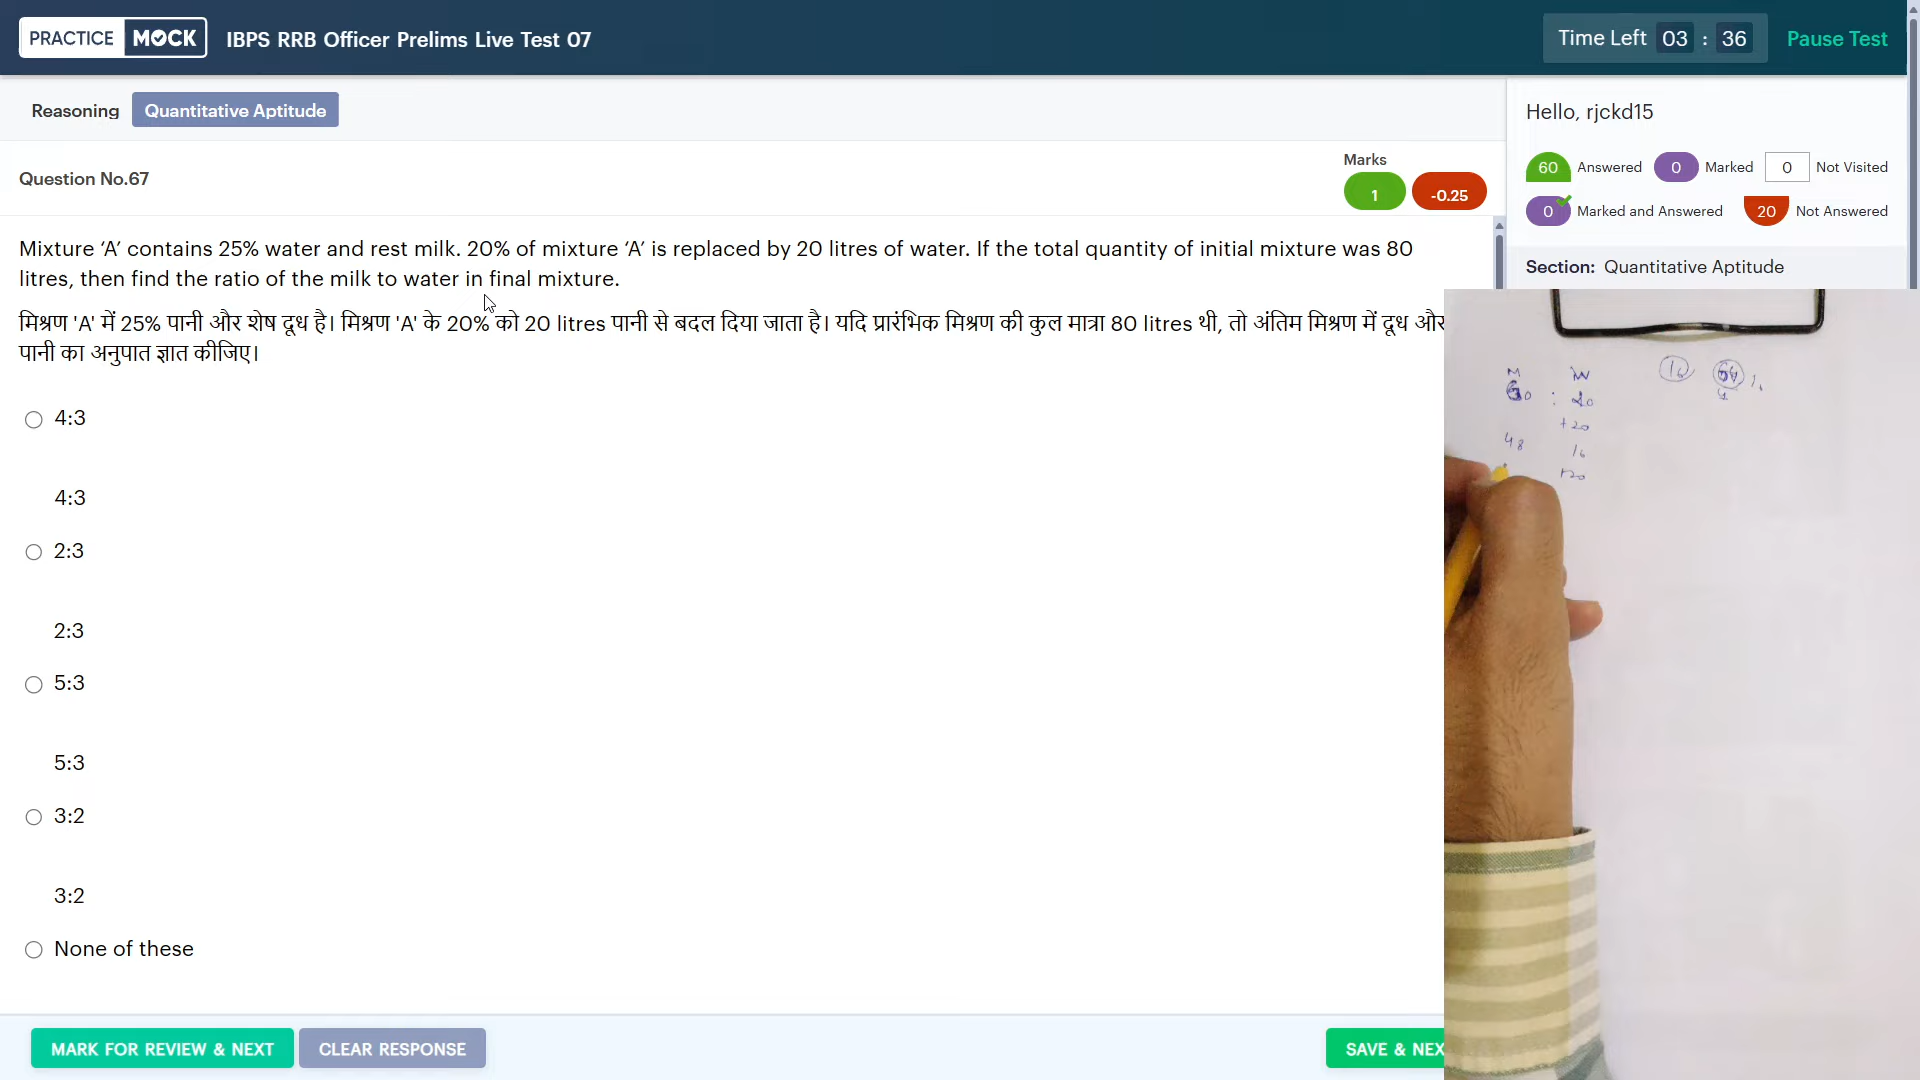 PRACTICE MOCK
IBPS RRB Officer Prelims Live Test 07
Time Left 03 : 36
Pause Test
Reasoning
Quantitative Aptitude
Hello, rjckd15
Question No.67
Marks
1
-0.25
60 Answered
0 Marked
0 Not Visited
0 Marked and Answered
20 Not Answered
Section: Quantitative Aptitude
Mixture ‘A’ contains 25% water and rest milk. 20% of mixture ‘A’ is replaced by 20 litres of water. If the total quantity of initial mixture was 80
litres, then find the ratio of the milk to water in final mixture.
मिश्रण 'A' में 25% पानी और शेष दूध है। मिश्रण 'A' के 20% को 20 litres पानी से बदल दिया जाता है। यदि प्रारंभिक मिश्रण की कुल मात्रा 80 litres थी, तो अंतिम मिश्रण में दूध और
पानी का अनुपात ज्ञात कीजिए।
4:3
4:3
2:3
2:3
5:3
5:3
3:2
3:2
None of these
MARK FOR REVIEW & NEXT
CLEAR RESPONSE
SAVE & NEX
M W
: 20
+20
48 16
16